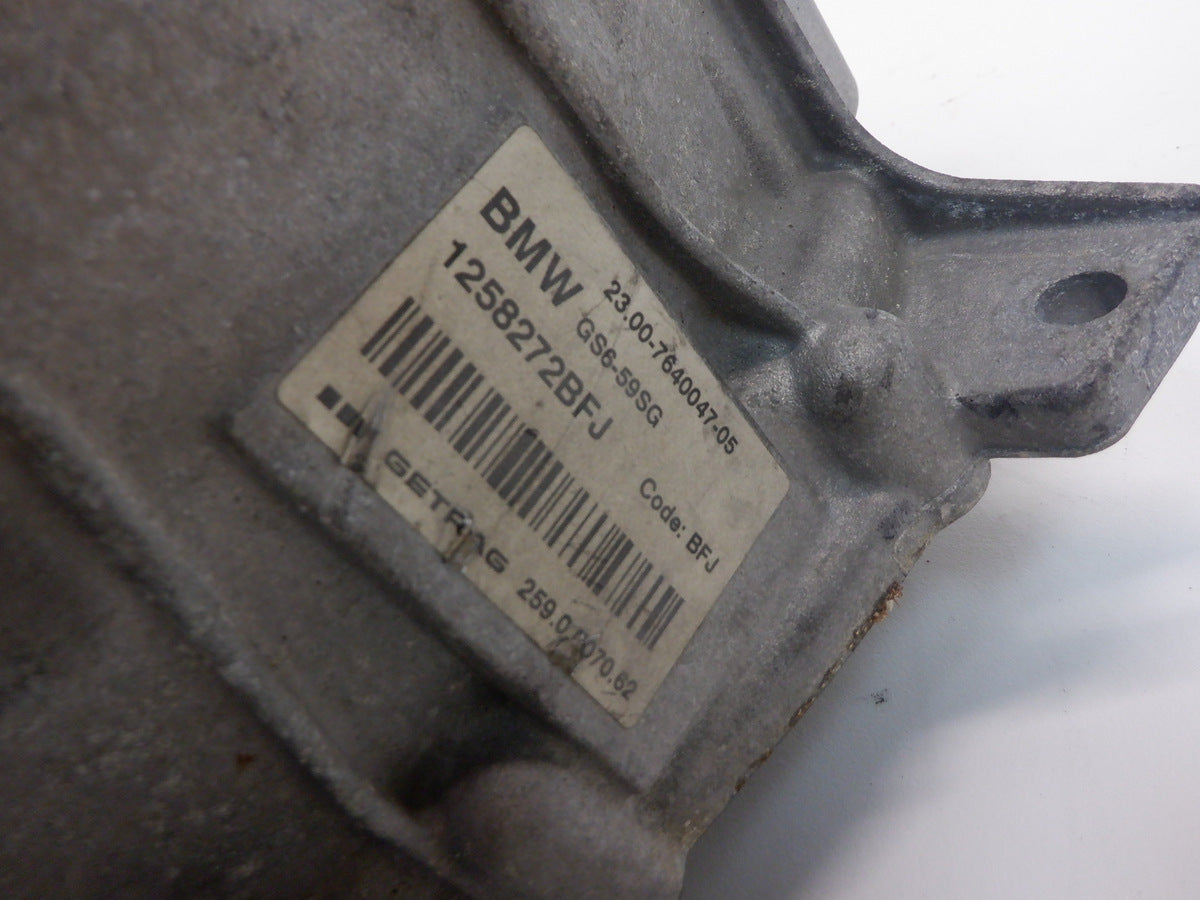 23.00-7640047-05
BMW GS6-59SG
1258272BFJ Code: BFJ
GETRAG